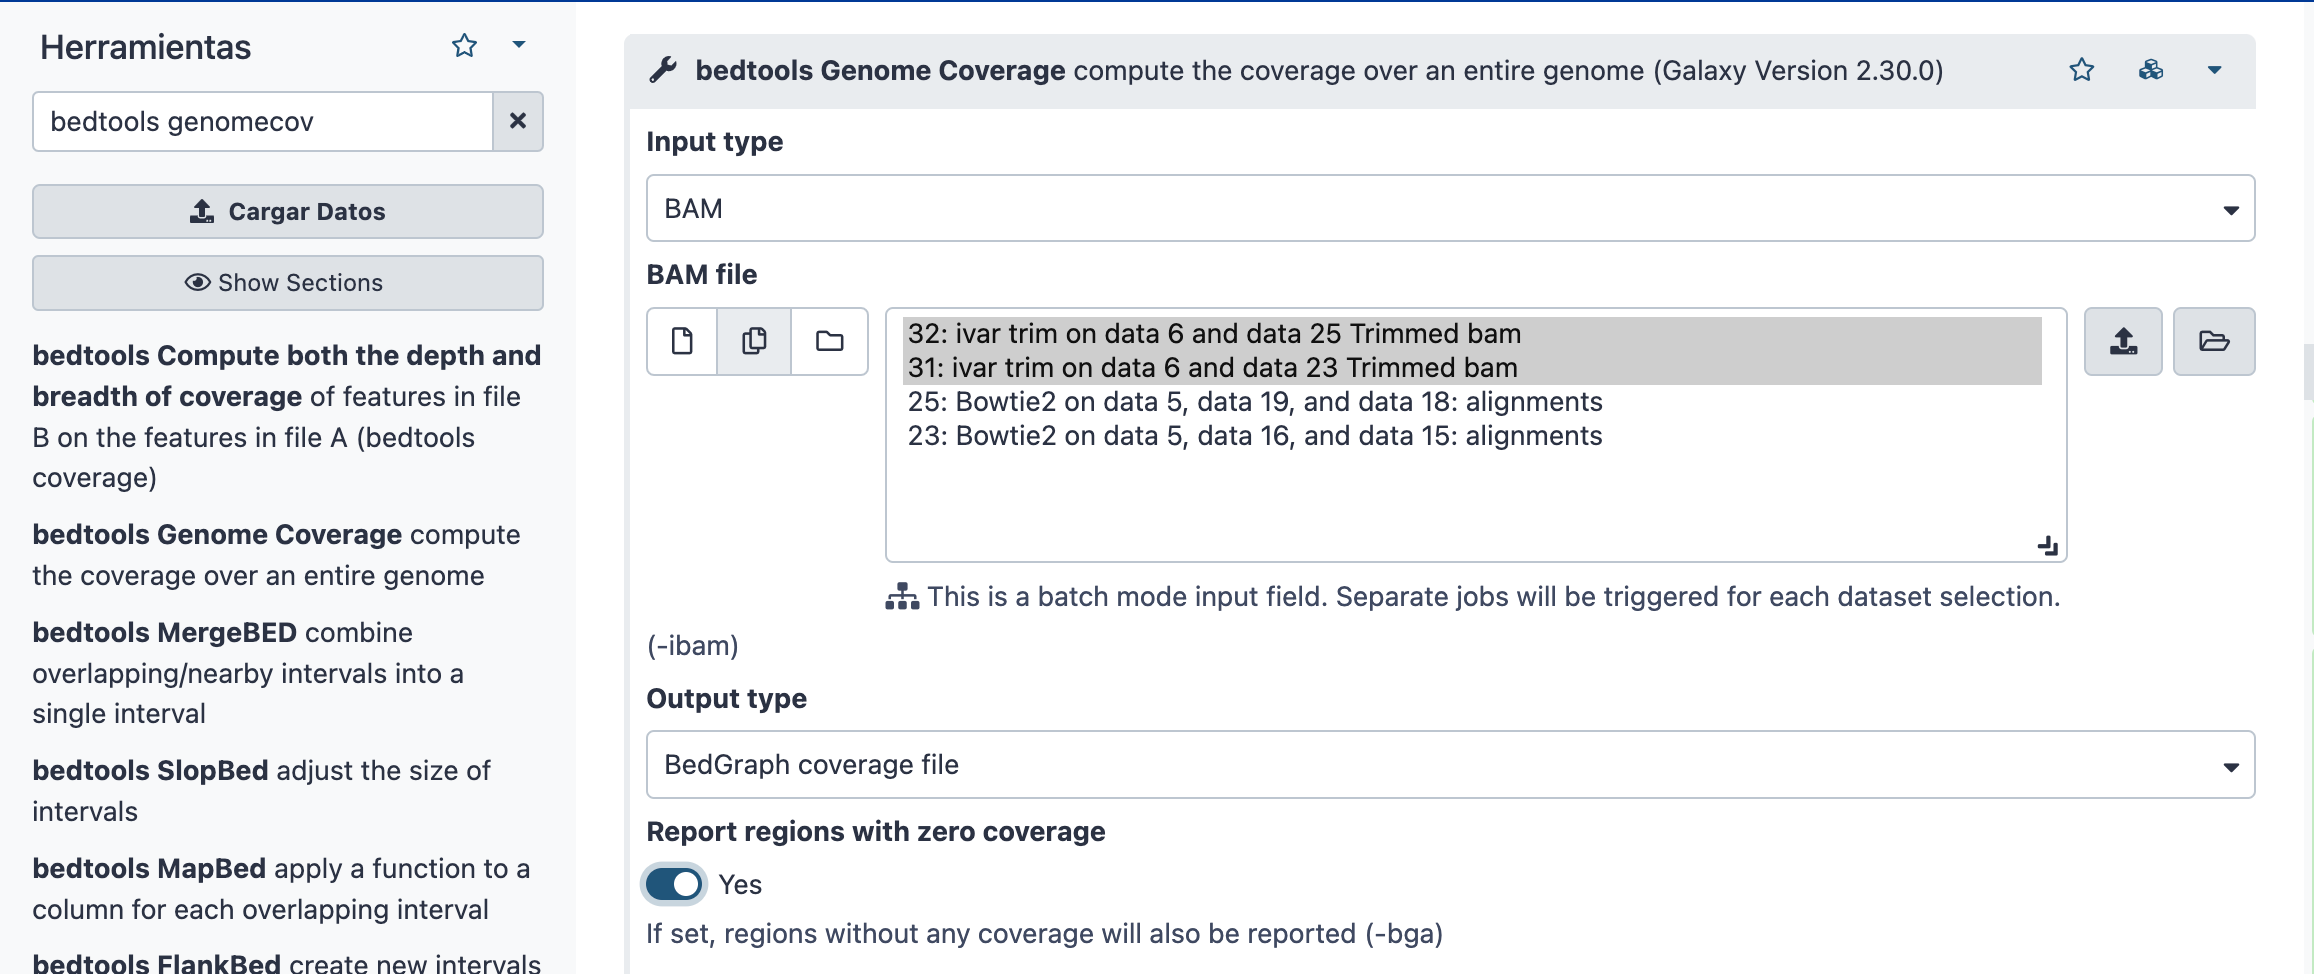 Herramientas
bedtools genomecov
Cargar Datos
Show Sections
bedtools Compute both the depth and
breadth of coverage of features in file
B on the features in file A (bedtools
coverage)
bedtools Genome Coverage compute
the coverage over an entire genome
bedtools MergeBED combine
overlapping/nearby intervals into a
single interval
bedtools SlopBed adjust the size of
intervals
bedtools MapBed apply a function to a
column for each overlapping interval
bedtools FlankBed create new intervals
bedtools Genome Coverage compute the coverage over an entire genome (Galaxy Version 2.30.0)
Input type
BAM
BAM file
32: ivar trim on data 6 and data 25 Trimmed bam
31: ivar trim on data 6 and data 23 Trimmed bam
25: Bowtie2 on data 5, data 19, and data 18: alignments
23: Bowtie2 on data 5, data 16, and data 15: alignments
This is a batch mode input field. Separate jobs will be triggered for each dataset selection.
(-ibam)
Output type
BedGraph coverage file
Report regions with zero coverage
Yes
If set, regions without any coverage will also be reported (-bga)